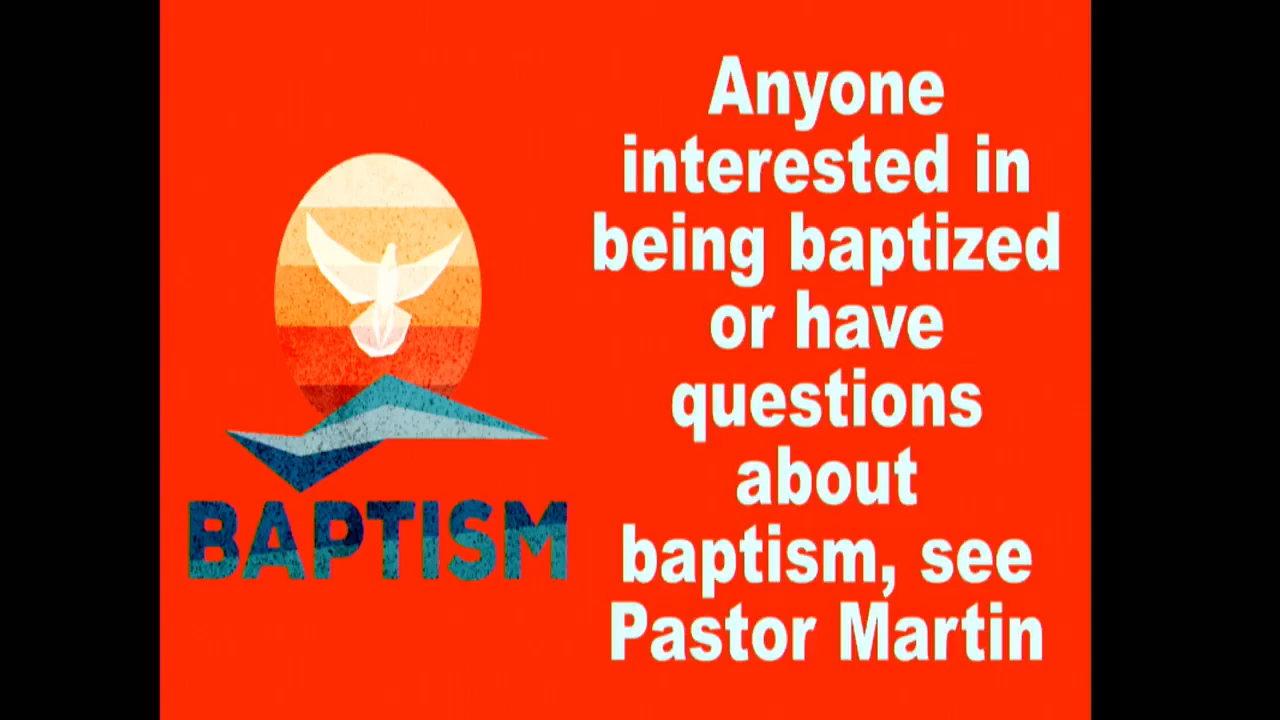 BAPTISM
Anyone
interested in
being baptized
or have
questions
about
baptism, see
Pastor Martin